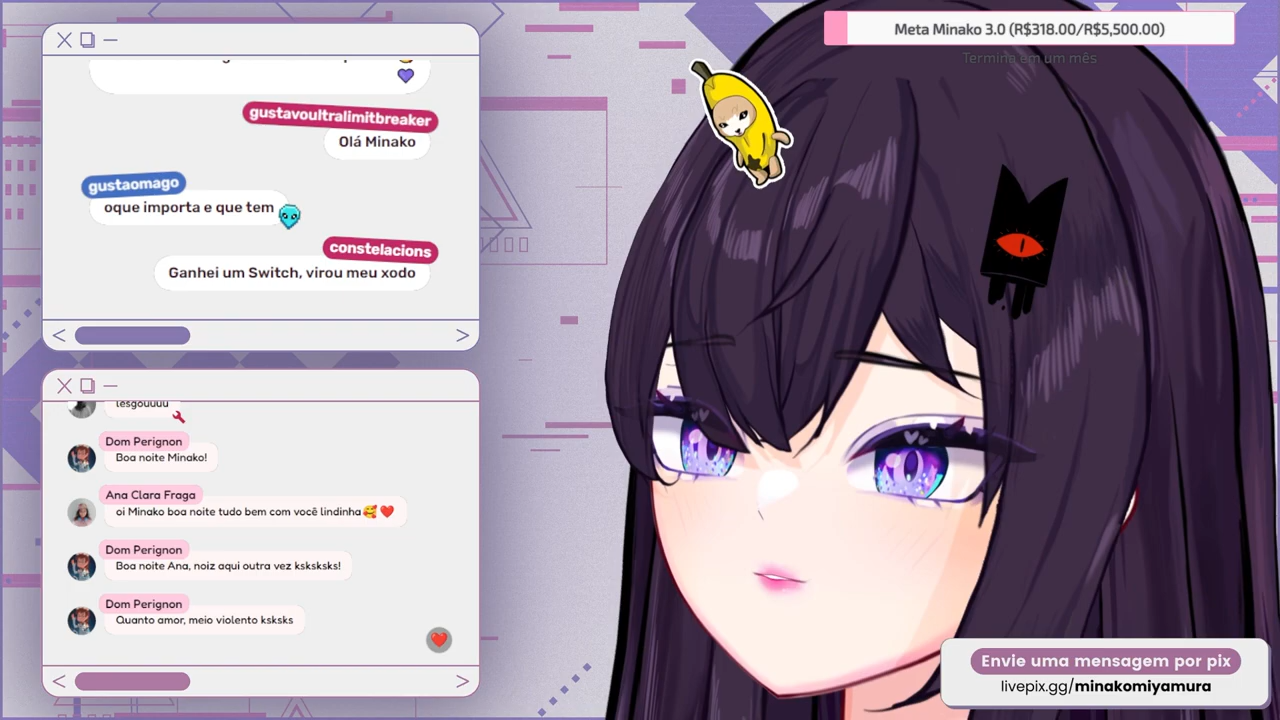 Meta Minako 3.0 (R$318.00/R$5,500.00)
Termina em um mês
gustavoultralimitbreaker
Olá Minako
gustaomago
oque importa e que tem
constelacions
Ganhei um Switch, virou meu xodo
lesgouuuu
Dom Perignon
Boa noite Minako!
Ana Clara Fraga
oi Minako boa noite tudo bem com você lindinha🥰❤️
Dom Perignon
Boa noite Ana, noiz aqui outra vez ksksksks!
Dom Perignon
Quanto amor, meio violento ksksks
Envie uma mensagem por pix
livepix.gg/minakomiyamura